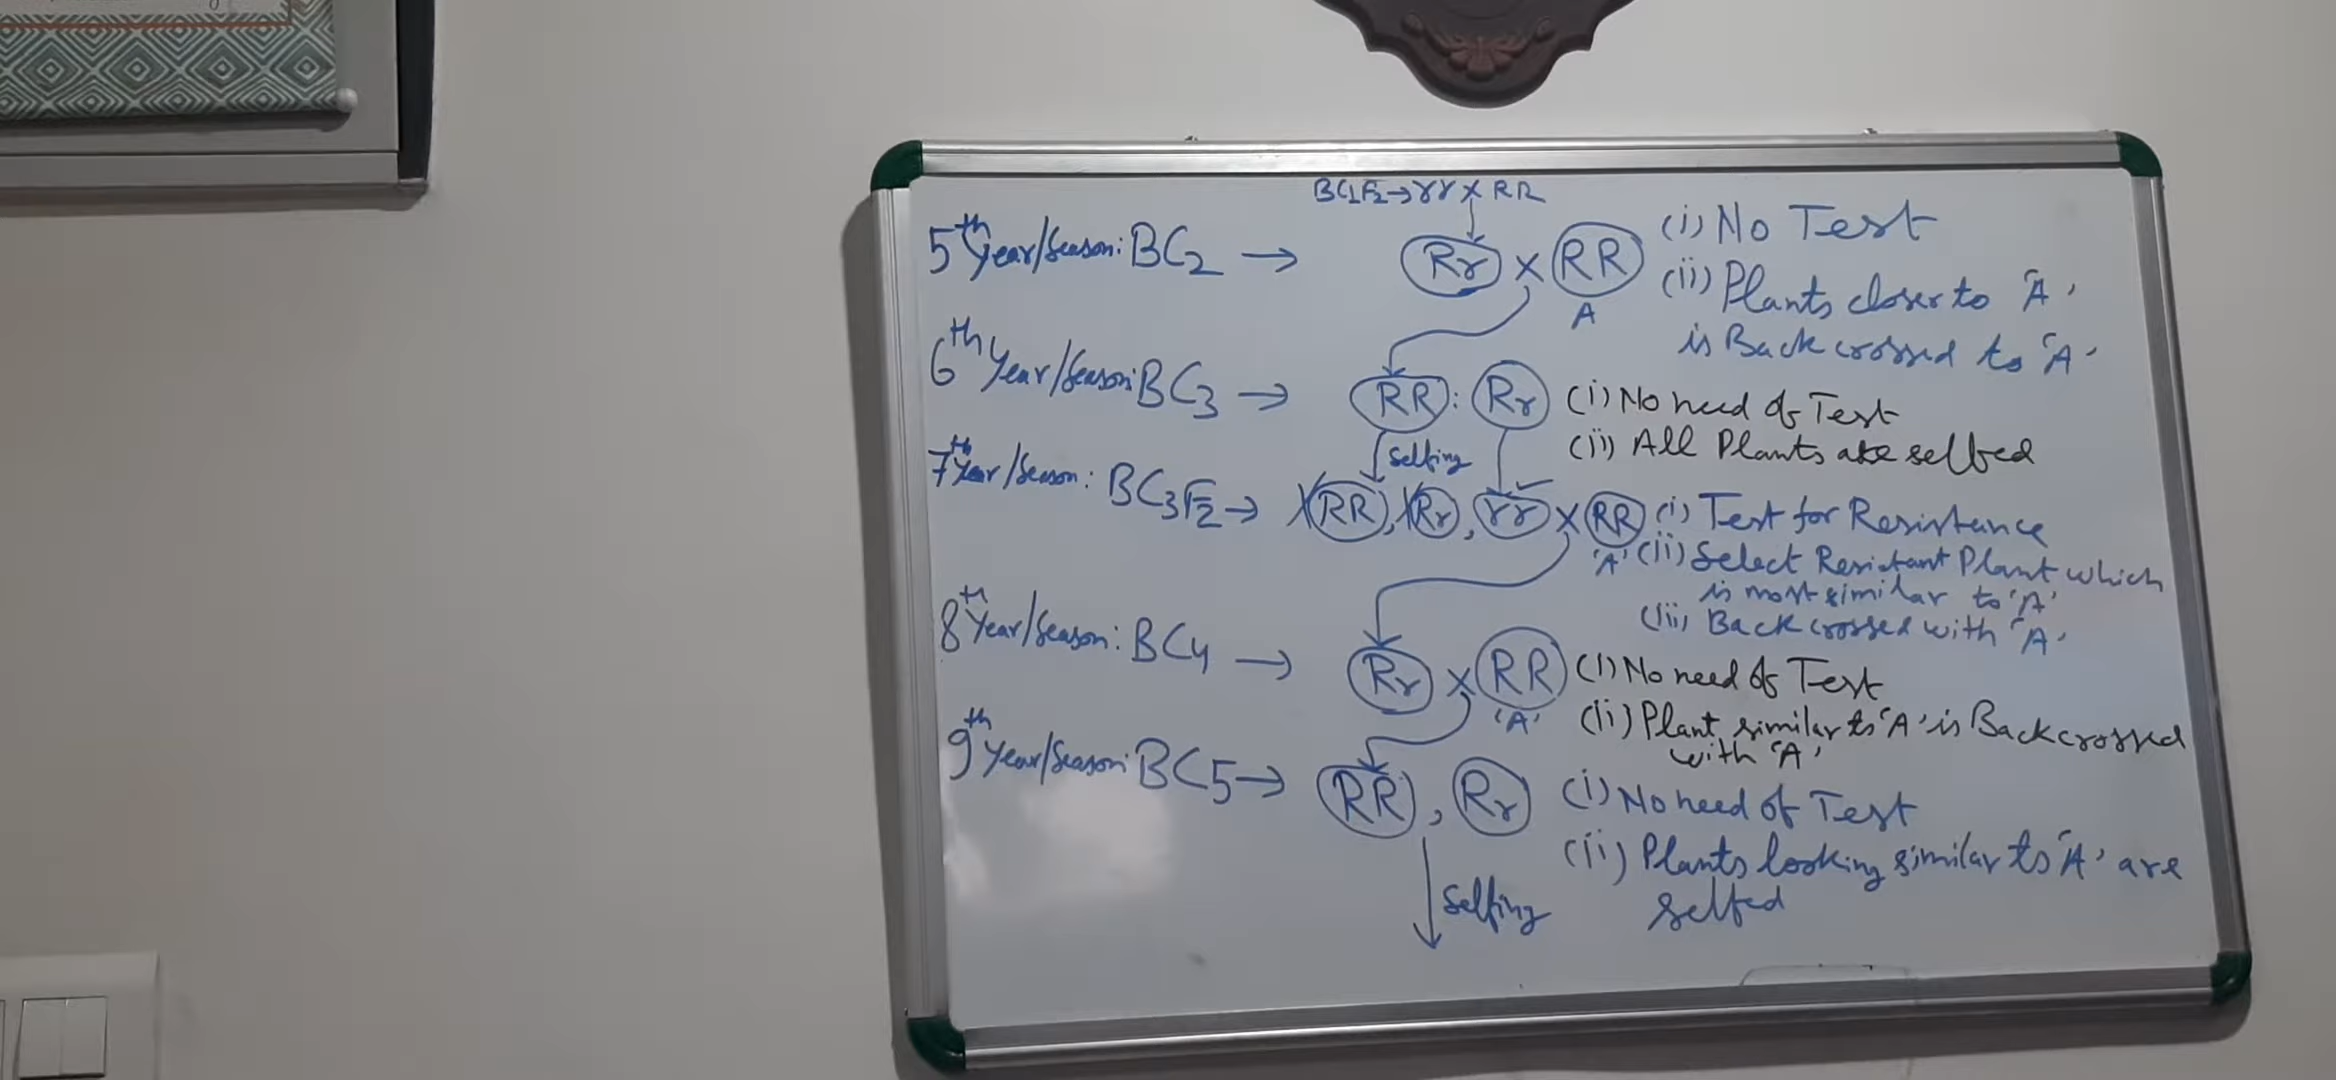 BC1F2→rr × RR
5th Year/Season: BC2 → Rr × RR (i) No Test
A
(ii) Plants closer to 'A'
is Back crossed to 'A'
6th Year/Season: BC3 → RR : Rr (i) No need of Test
Selfing (ii) All Plants are selfed
7th Year/Season: BC3F2 → RR, Rr, rr × RR (i) Test for Resistance
'A' (ii) Select Resistant Plant which
is most similar to 'A'
(iii) Back crossed with 'A'
8th Year/Season: BC4 → Rr × RR (i) No need of Test
'A' (ii) Plant similar to 'A' is Backcrossed
with 'A'
9th Year/Season: BC5 → RR, Rr (i) No need of Test
(ii) Plants looking similar to 'A' are
Selfing selfed